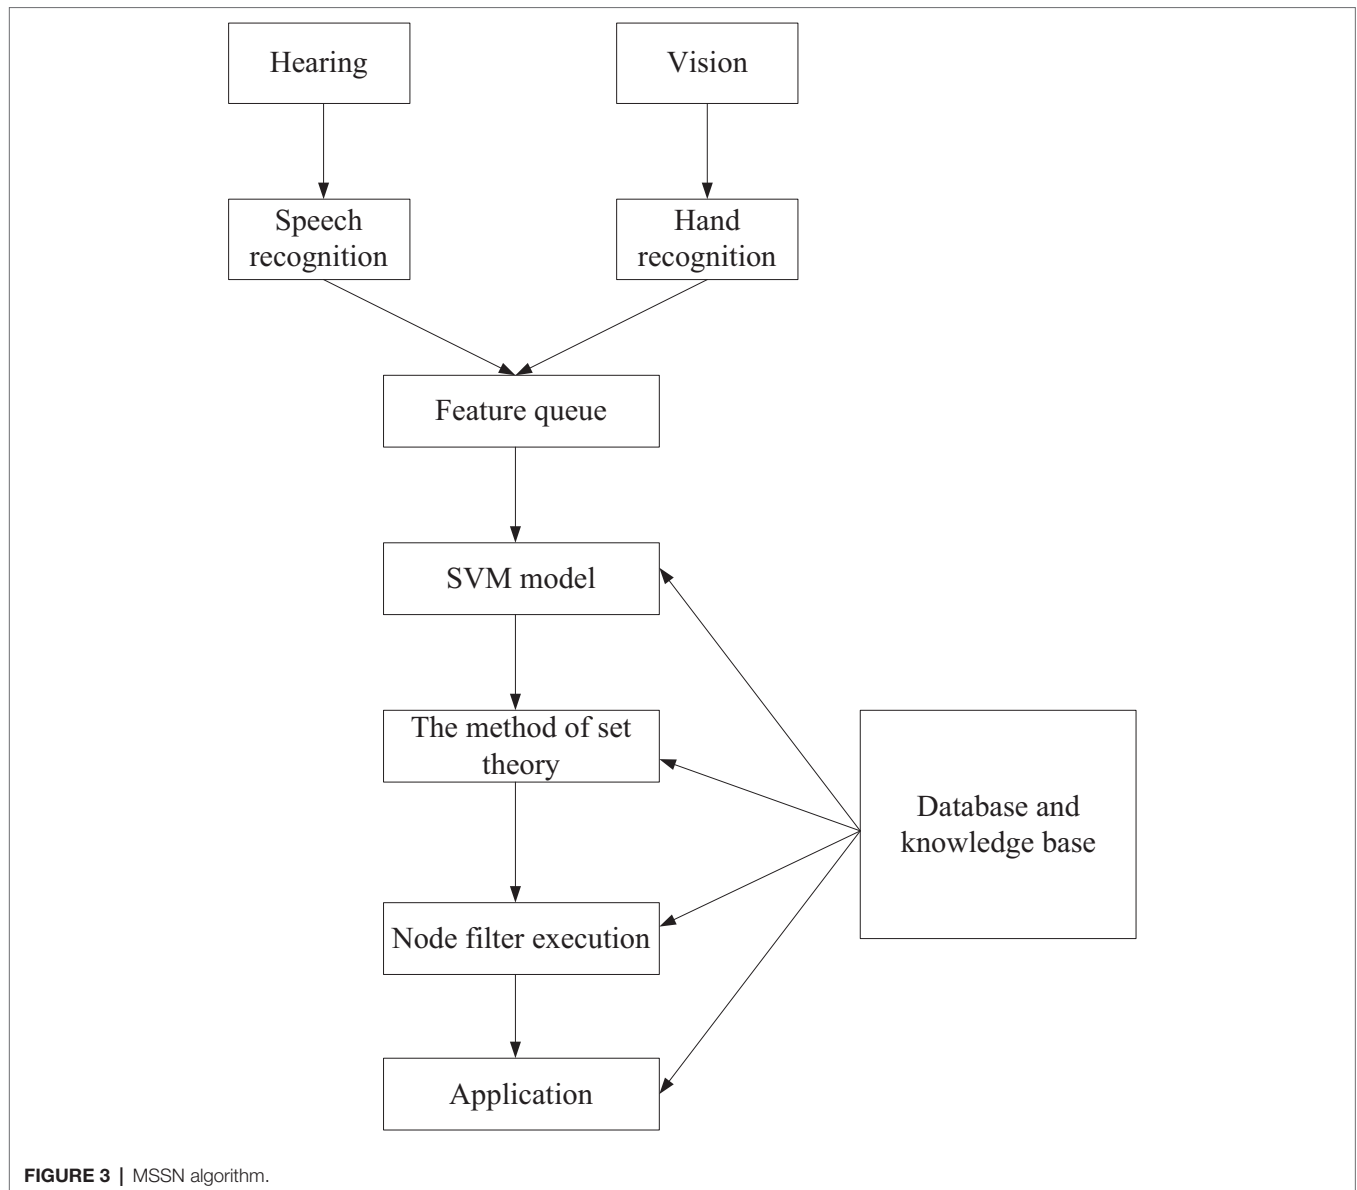 Hearing
Vision
Speech
recognition
Hand
recognition
Feature queue
SVM model
The method of set
theory
Database and
knowledge base
Node filter execution
Application
FIGURE 3 | MSSN algorithm.